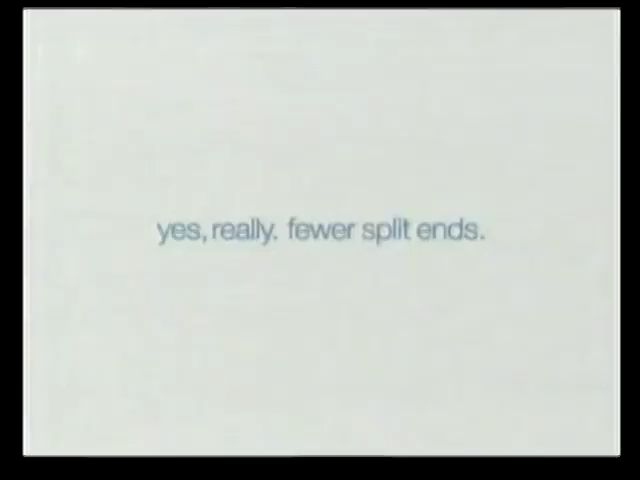 yes, really. fewer split ends.